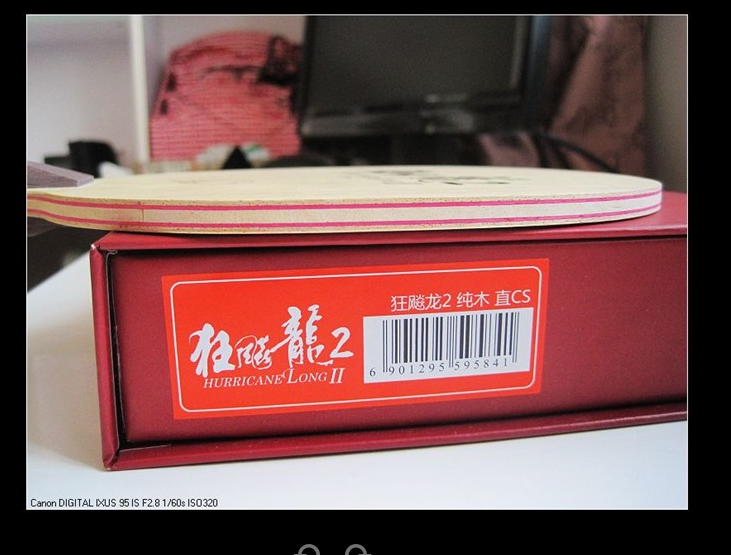 狂飚龙2 纯木 直CS
狂飚龍2
HURRICANE LONG II
6 901295 595841
Canon DIGITAL IXUS 95 IS F2.8 1/60s ISO320